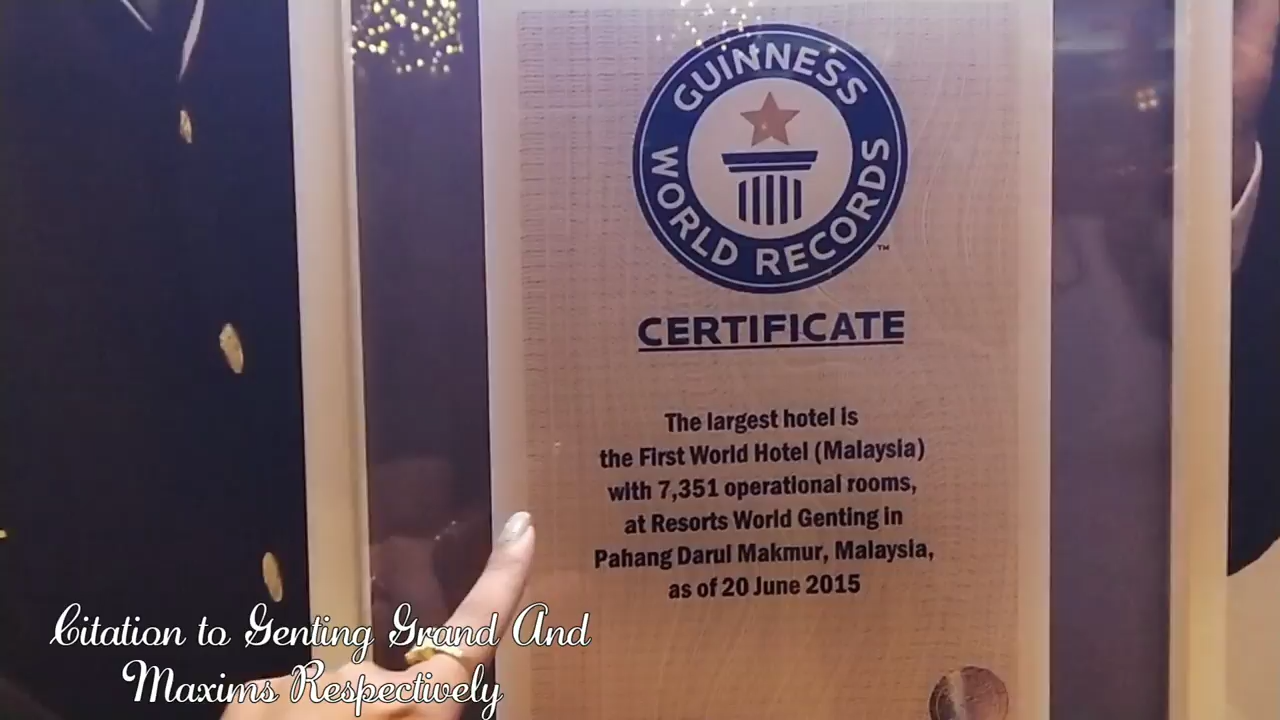 GUINNESS
WORLD RECORDS
™
CERTIFICATE
The largest hotel is
the First World Hotel (Malaysia)
with 7,351 operational rooms,
at Resorts World Genting in
Pahang Darul Makmur, Malaysia,
as of 20 June 2015
Citation to Genting Grand And
Maxims Respectively